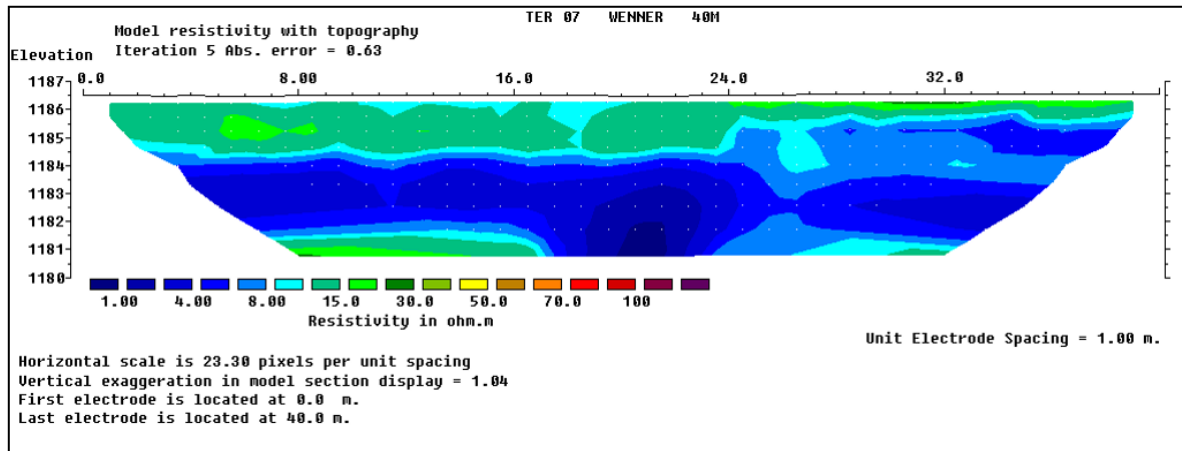 TER 07 WENNER 40M
Model resistivity with topography
Iteration 5 Abs. error = 0.63
Elevation
0.0 8.00 16.0 24.0 32.0
1187
1186
1185
1184
1183
1182
1181
1180
1.00 4.00 8.00 15.0 30.0 50.0 70.0 100
Resistivity in ohm.m
Unit Electrode Spacing = 1.00 m.
Horizontal scale is 23.30 pixels per unit spacing
Vertical exaggeration in model section display = 1.04
First electrode is located at 0.0 m.
Last electrode is located at 40.0 m.